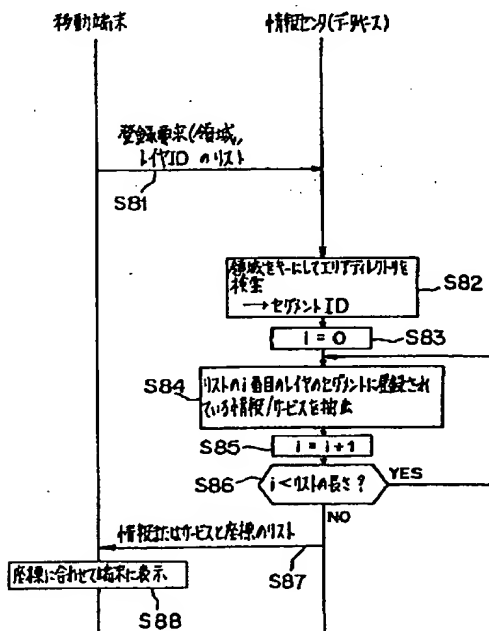 移動端末
情報センタ(データベース)
登録要求(領域,
レイヤID のリスト
S81
領域をキーにしてエリアディレクトリを
検索
→セグメント ID
S82
i = 0
S83
S84
リストのi番目のレイヤのセグメントに登録され
ている情報/サービスを抽出
S85
i = i+1
S86
i<リストの長さ?
YES
NO
情報またはサービスと座標のリスト
S87
座標に合わせて端末に表示
S88